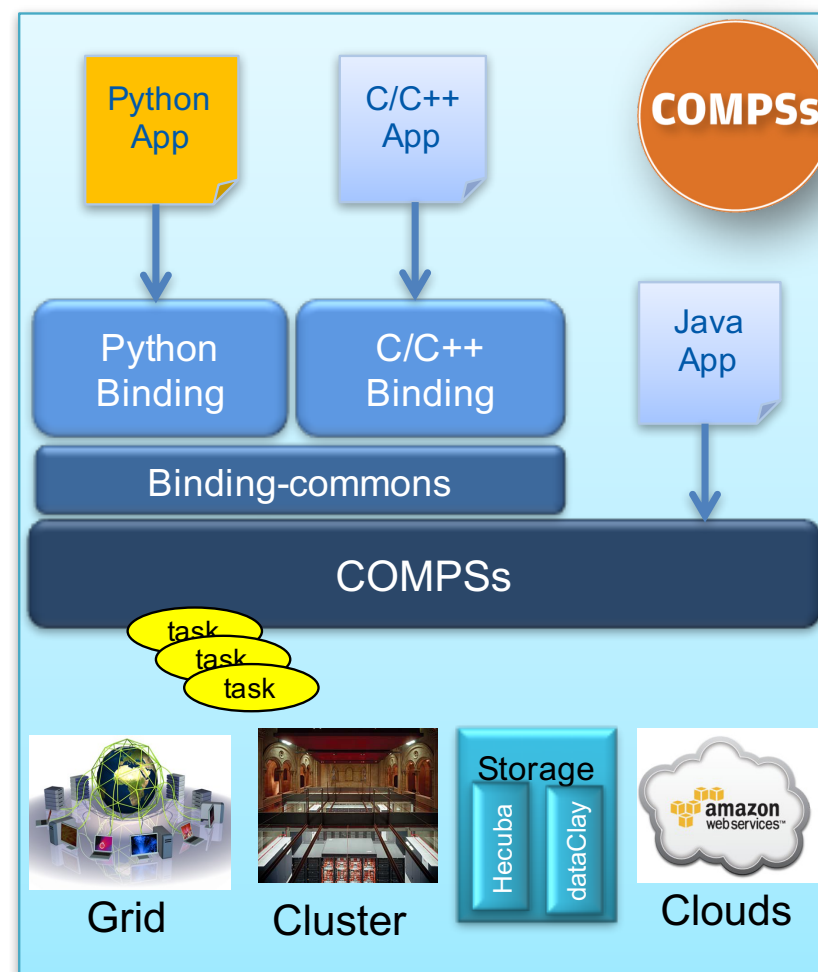 Python
App
C/C++
App
COMPSs
Python
Binding
C/C++
Binding
Java
App
Binding-commons
COMPSs
task
task
task
Storage
Hecuba
dataClay
amazon
webservices™
Grid
Cluster
Clouds